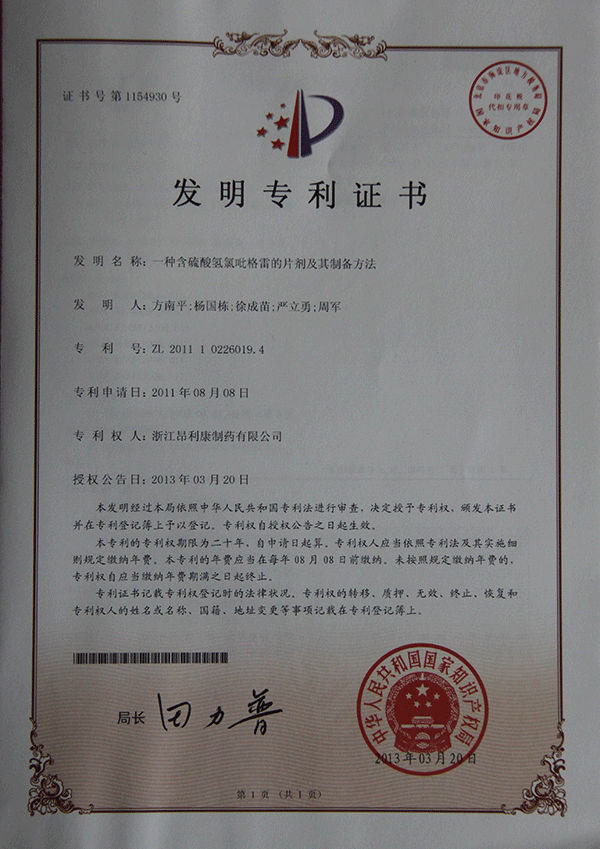 证书号第1154930号
印花税
代扣专用章
国家知识产权局
发明专利证书
发明名称：一种含硫酸氢氯吡格雷的片剂及其制备方法
发明人：方南平;杨国栋;徐成苗;严立勇;周军
专利号：ZL 2011 1 0226019.4
专利申请日：2011年08月08日
专利权人：浙江昂利康制药有限公司
授权公告日：2013年03月20日
本发明经过本局依照中华人民共和国专利法进行审查，决定授予专利权，颁发本证书
并在专利登记簿上予以登记。专利权自授权公告之日起生效。
本专利的专利权期限为二十年，自申请日起算。专利权人应当依照专利法及其实施细
则规定缴纳年费。本专利的年费应当在每年08月08日前缴纳。未按照规定缴纳年费的，
专利权自应当缴纳年费期满之日起终止。
专利证书记载专利权登记时的法律状况。专利权的转移、质押、无效、终止、恢复和
专利权人的姓名或名称、国籍、地址变更等事项记载在专利登记簿上。
局长 田力普
中华人民共和国国家知识产权局
2013年03月20日
第1页（共1页）